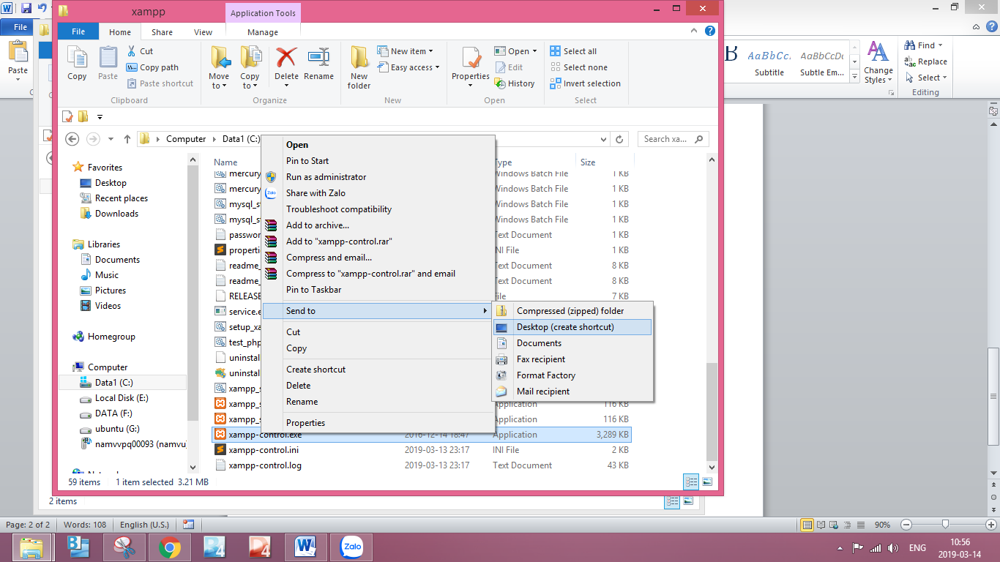 xampp
Application Tools
File
Home
Share
View
Manage
File
Paste
Copy
Paste
Cut
Copy path
Paste shortcut
Clipboard
Move to
Copy to
Delete
Rename
Organize
New folder
New item
Easy access
New
Properties
Open
Edit
History
Open
Select all
Select none
Invert selection
Select
AaBbCc.
Subtitle
AaBbCcDc
Subtle Em...
Change Styles
Find
Replace
Select
Editing
Computer
Data1 (C:)
Search xa...
Name
Type
Size
Favorites
Desktop
Recent places
Downloads
Libraries
Documents
Music
Pictures
Videos
Homegroup
Computer
Data1 (C:)
Local Disk (E:)
DATA (F:)
ubuntu (G:)
namvvpq00093 (namvu
mercury
Windows Batch File
1 KB
mercury
Windows Batch File
1 KB
mysql_s
Windows Batch File
1 KB
mysql_s
Windows Batch File
1 KB
passwor
Text Document
1 KB
properti
INI File
1 KB
readme_
Text Document
8 KB
readme_
Text Document
8 KB
RELEASE
File
7 KB
service.e
setup_xa
test_php
uninstal
uninstal
xampp_s
xampp_s
Application
116 KB
xampp_s
Application
116 KB
xampp-control.exe
2016-12-14 18:47
Application
3,289 KB
xampp-control.ini
2019-03-13 23:17
INI File
2 KB
xampp-control.log
2019-03-13 23:17
Text Document
43 KB
Open
Pin to Start
Run as administrator
Zalo
Share with Zalo
Troubleshoot compatibility
Add to archive...
Add to "xampp-control.rar"
Compress and email...
Compress to "xampp-control.rar" and email
Pin to Taskbar
Send to
Cut
Copy
Create shortcut
Delete
Rename
Properties
Compressed (zipped) folder
Desktop (create shortcut)
Documents
Fax recipient
Format Factory
Mail recipient
59 items
1 item selected 3.21 MB
2 items
Page: 2 of 2
Words: 108
English (U.S.)
90%
Zalo
ENG
10:56
2019-03-14